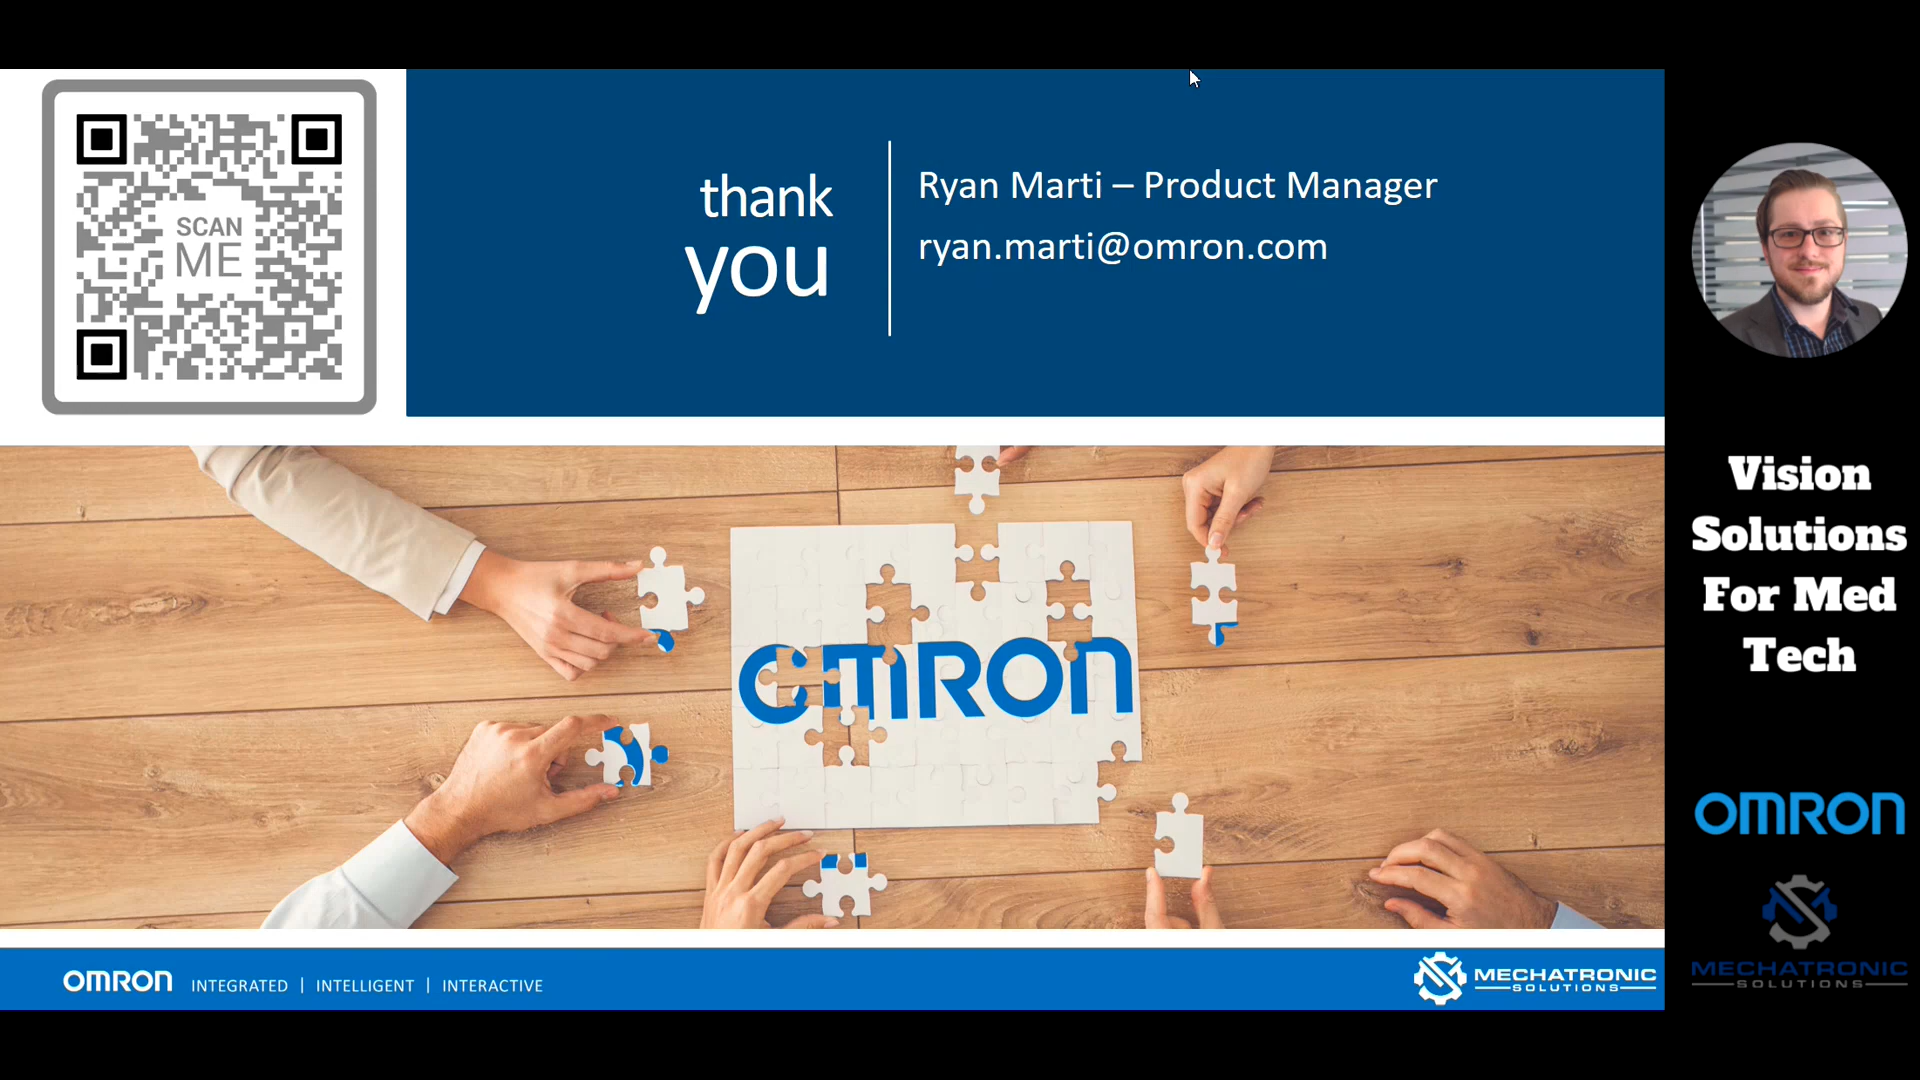 SCAN
ME
thank
you
Ryan Marti – Product Manager
ryan.marti@omron.com
OMRON
OMRON INTEGRATED | INTELLIGENT | INTERACTIVE
MECHATRONIC
SOLUTIONS
Vision
Solutions
For Med
Tech
OMRON
MECHATRONIC
SOLUTIONS